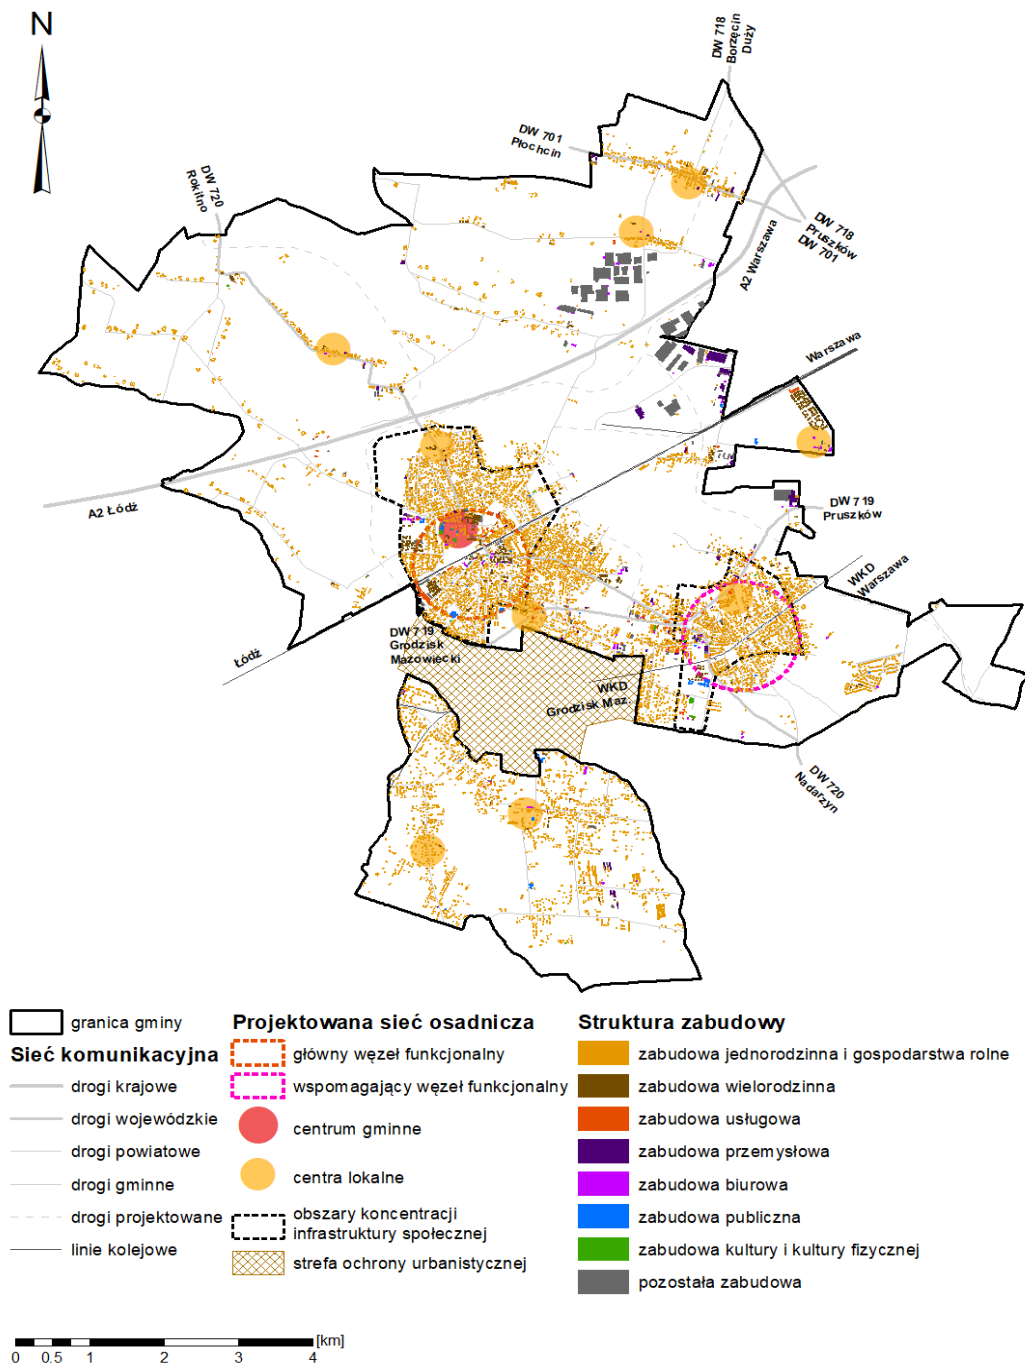 N
DW 718
Borzęcin
Duży
DW 701
Płochcin
DW 720
Rokitno
DW 718
Pruszków
DW 701
A2 Warszawa
Warszawa
A2 Łódź
DW 719
Pruszków
WKD
Warszawa
DW 719
Grodzisk
Mazowiecki
Łódź
WKD
Grodzisk Maz.
DW 720
Nadarzyn
granica gminy
Sieć komunikacyjna
drogi krajowe
drogi wojewódzkie
drogi powiatowe
drogi gminne
drogi projektowane
linie kolejowe
Projektowana sieć osadnicza
główny węzeł funkcjonalny
wspomagający węzeł funkcjonalny
centrum gminne
centra lokalne
obszary koncentracji
infrastruktury społecznej
strefa ochrony urbanistycznej
Struktura zabudowy
zabudowa jednorodzinna i gospodarstwa rolne
zabudowa wielorodzinna
zabudowa usługowa
zabudowa przemysłowa
zabudowa biurowa
zabudowa publiczna
zabudowa kultury i kultury fizycznej
pozostała zabudowa
[km]
0 0.5 1 2 3 4